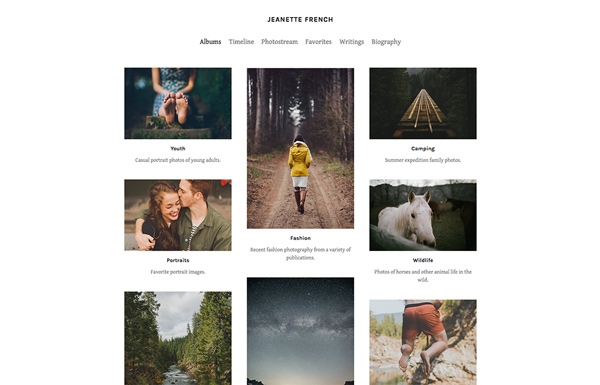 JEANETTE FRENCH
Albums Timeline Photostream Favorites Writings Biography
Youth
Casual portrait photos of young adults.
Portraits
Favorite portrait images.
Fashion
Recent fashion photography from a variety of
publications.
Camping
Summer expedition family photos.
Wildlife
Photos of horses and other animal life in the
wild.